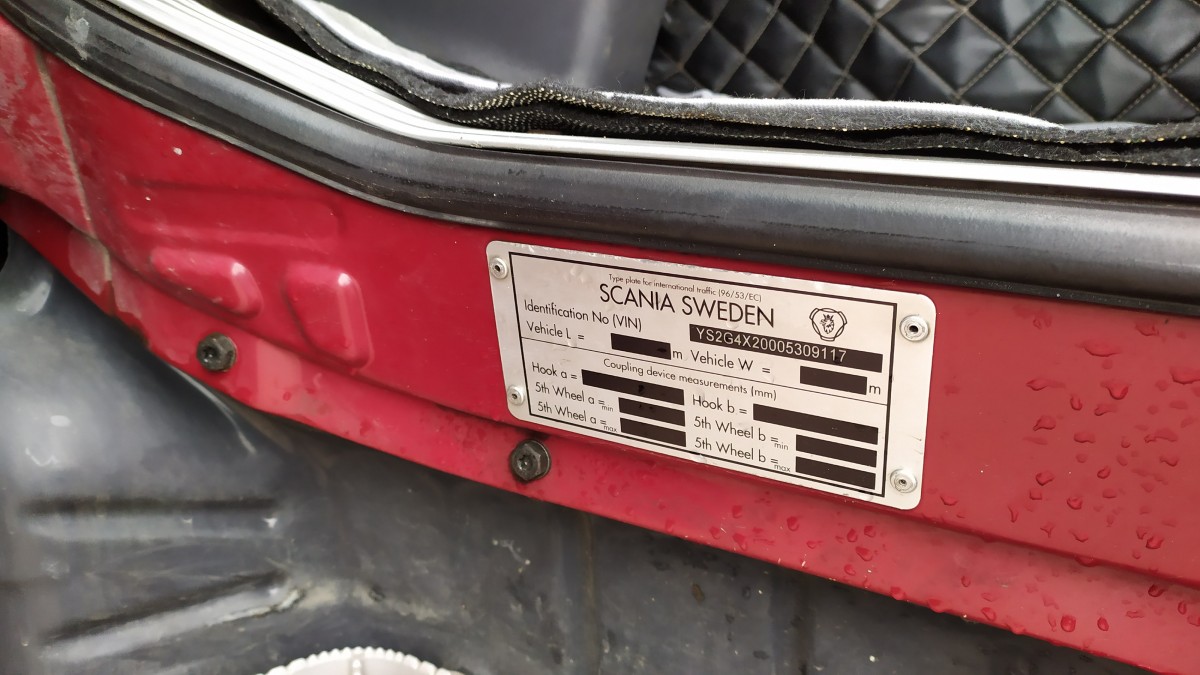 Type plate for international traffic (96/53/EC)
SCANIA SWEDEN
Identification No (VIN) YS2G4X20005309117
Vehicle L = m Vehicle W = m
Coupling device measurements (mm)
Hook a = Hook b =
5th Wheel a =min 5th Wheel b =min
5th Wheel a =max 5th Wheel b =max